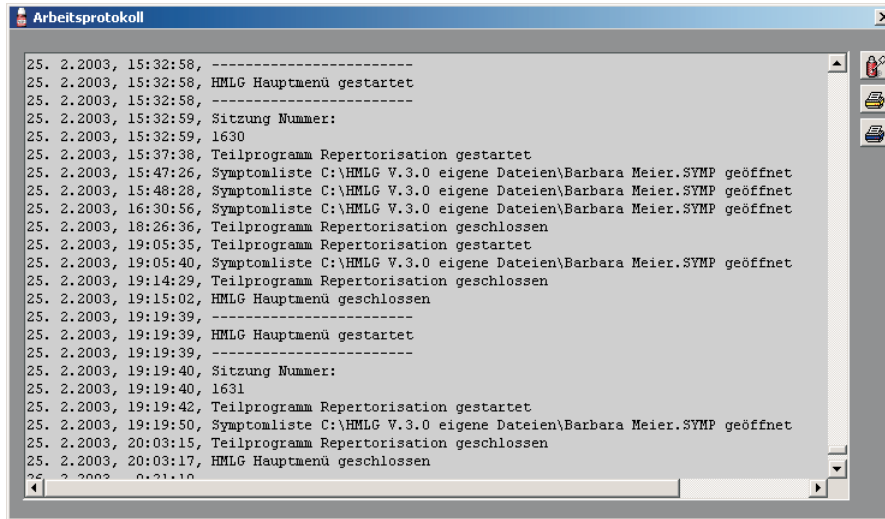 Arbeitsprotokoll
25. 2.2003, 15:32:58, -------------------------
25. 2.2003, 15:32:58, HMLG Hauptmenü gestartet
25. 2.2003, 15:32:58, -------------------------
25. 2.2003, 15:32:59, Sitzung Nummer:
25. 2.2003, 15:32:59, 1630
25. 2.2003, 15:37:38, Teilprogramm Repertorisation gestartet
25. 2.2003, 15:47:26, Symptomliste C:\HMLG V.3.0 eigene Dateien\Barbara Meier.SYMP geöffnet
25. 2.2003, 15:48:28, Symptomliste C:\HMLG V.3.0 eigene Dateien\Barbara Meier.SYMP geöffnet
25. 2.2003, 16:30:56, Symptomliste C:\HMLG V.3.0 eigene Dateien\Barbara Meier.SYMP geöffnet
25. 2.2003, 18:26:36, Teilprogramm Repertorisation geschlossen
25. 2.2003, 19:05:35, Teilprogramm Repertorisation gestartet
25. 2.2003, 19:05:40, Symptomliste C:\HMLG V.3.0 eigene Dateien\Barbara Meier.SYMP geöffnet
25. 2.2003, 19:14:29, Teilprogramm Repertorisation geschlossen
25. 2.2003, 19:15:02, HMLG Hauptmenü geschlossen
25. 2.2003, 19:19:39, -------------------------
25. 2.2003, 19:19:39, HMLG Hauptmenü gestartet
25. 2.2003, 19:19:39, -------------------------
25. 2.2003, 19:19:40, Sitzung Nummer:
25. 2.2003, 19:19:40, 1631
25. 2.2003, 19:19:42, Teilprogramm Repertorisation gestartet
25. 2.2003, 19:19:50, Symptomliste C:\HMLG V.3.0 eigene Dateien\Barbara Meier.SYMP geöffnet
25. 2.2003, 20:03:15, Teilprogramm Repertorisation geschlossen
25. 2.2003, 20:03:17, HMLG Hauptmenü geschlossen